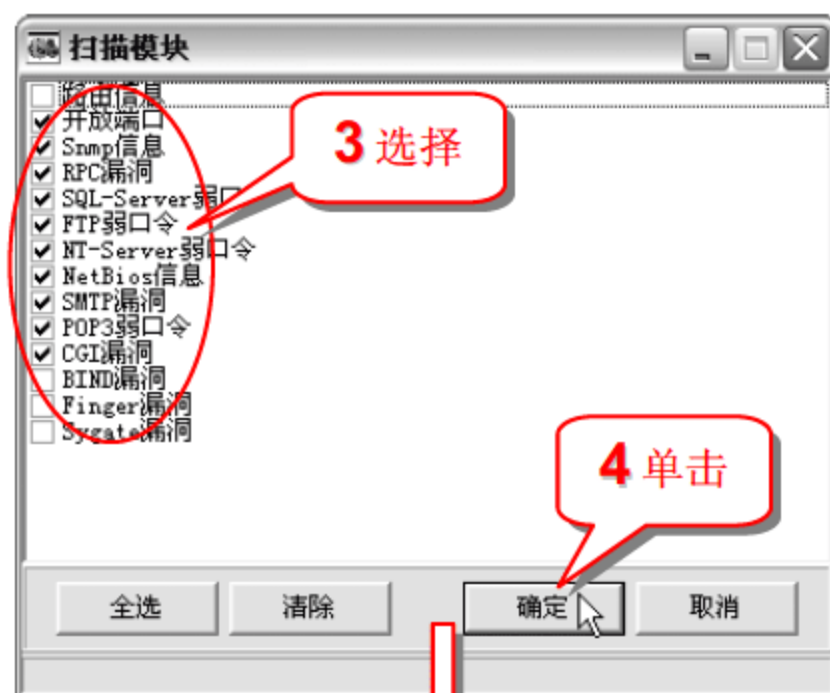 扫描模块
路由信息
开放端口
Snmp信息
RPC漏洞
SQL-Server弱口
FTP弱口令
NT-Server弱口令
NetBios信息
SMTP漏洞
POP3弱口令
CGI漏洞
BIND漏洞
Finger漏洞
Sygate漏洞
3 选择
4 单击
全选 清除 确定 取消